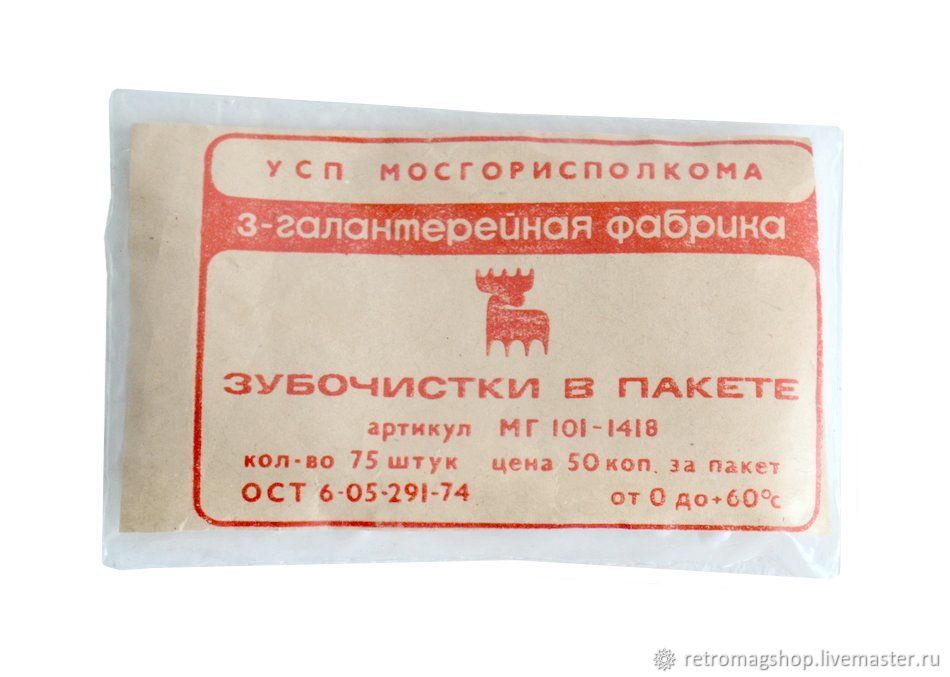 УСП МОСГОРИСПОЛКОМА
3-галантерейная фабрика
ЗУБОЧИСТКИ В ПАКЕТЕ
артикул МГ 101-1418
кол-во 75 штук цена 50 коп. за пакет
ОСТ 6-05-291-74 от 0 до +60°с
retromagshop.livemaster.ru